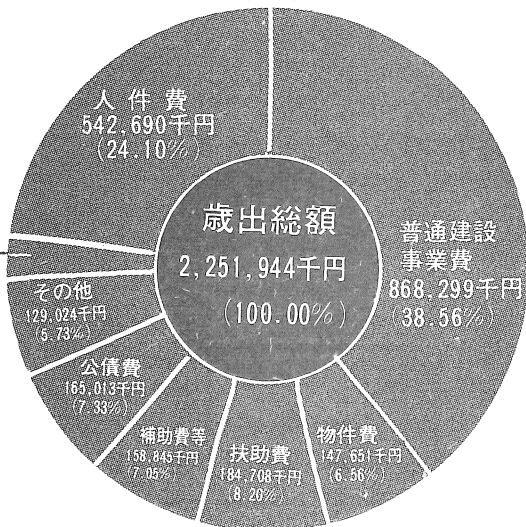 人件費
542,690千円
(24.10%)
歳出総額
2,251,944千円
(100.00%)
普通建設
事業費
868,299千円
(38.56%)
その他
129,024千円
(5.73%)
公債費
165,013千円
(7.33%)
補助費等
158,845千円
(7.05%)
扶助費
184,708千円
(8.20%)
物件費
147,651千円
(6.56%)